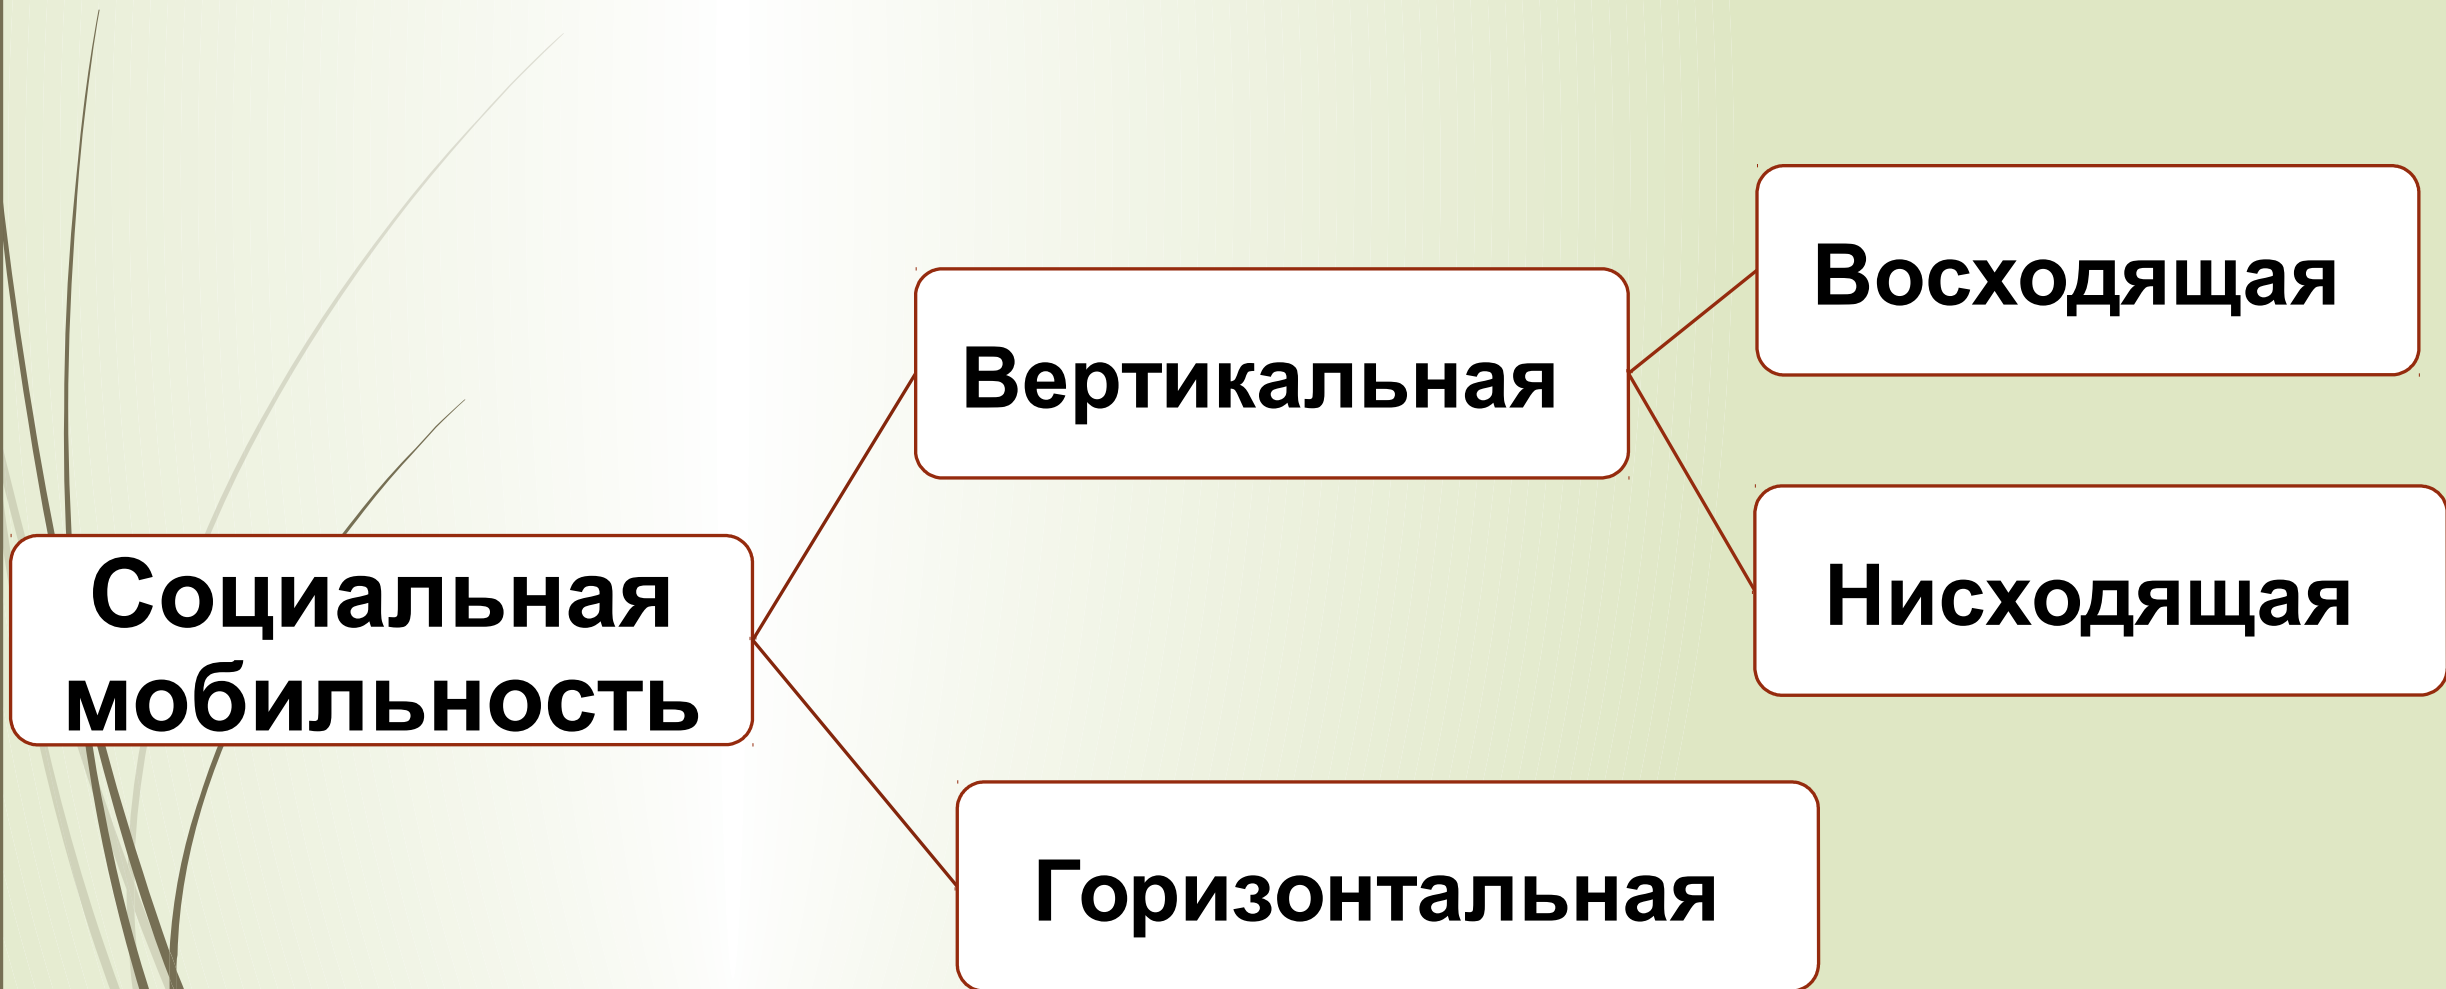 Восходящая
Вертикальная
Нисходящая
Социальная
мобильность
Горизонтальная